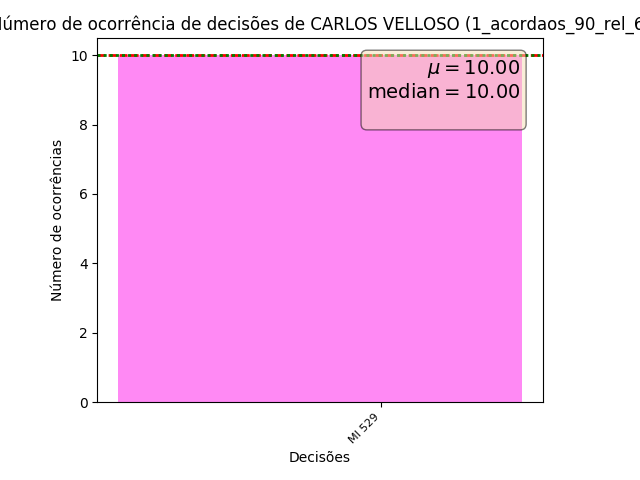 úmero de ocorrência de decisões de CARLOS VELLOSO (1_acordaos_90_rel_6
10
8
6
4
2
0
Número de ocorrências
μ = 10.00
median = 10.00
MI 529
Decisões